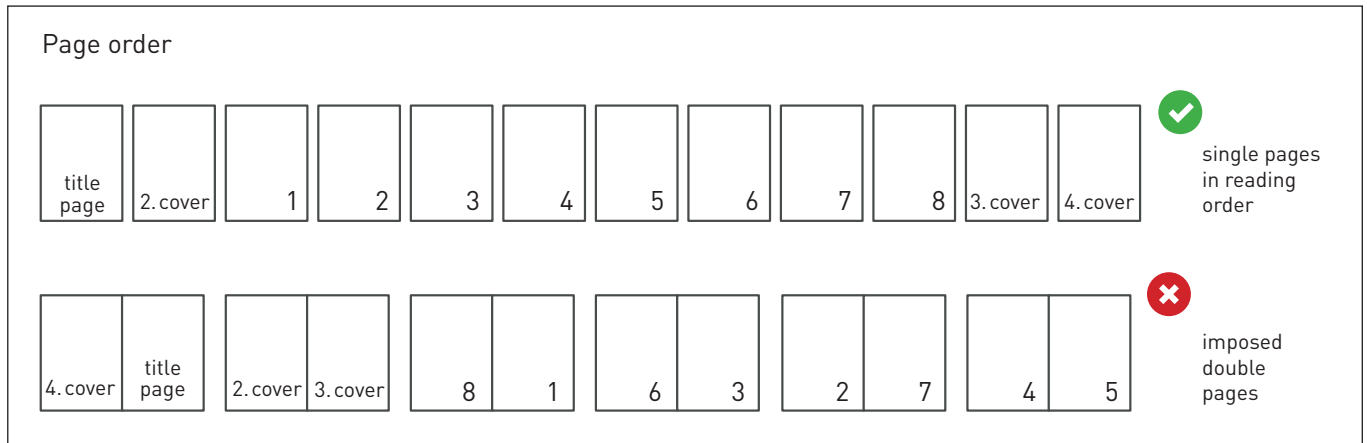 Page order
title
page
2. cover
1
2
3
4
5
6
7
8
3. cover
4. cover
single pages
in reading
order
4. cover
title
page
2. cover
3. cover
8
1
6
3
2
7
4
5
imposed
double
pages